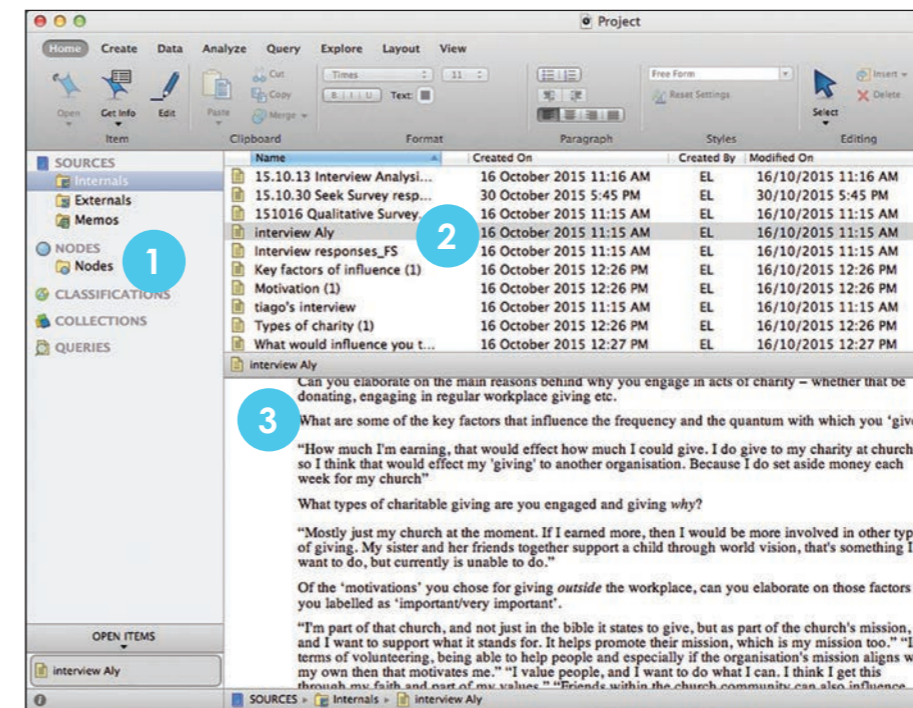 Project
Home Create Data Analyze Query Explore Layout View
Open Get Info Edit Paste Cut Copy Merge Times 11 B I U Text: Free Form Reset Settings Select Insert Delete
Item Clipboard Format Paragraph Styles Editing
SOURCES
Internals
Externals
Memos
NODES
Nodes
1
CLASSIFICATIONS
COLLECTIONS
QUERIES
Name Created On Created By Modified On
15.10.13 Interview Analysi... 16 October 2015 11:16 AM EL 16/10/2015 11:16 AM
15.10.30 Seek Survey resp... 30 October 2015 5:45 PM EL 30/10/2015 5:45 PM
151016 Qualitative Survey 16 October 2015 11:15 AM EL 16/10/2015 11:15 AM
interview Aly 2 16 October 2015 11:15 AM EL 16/10/2015 11:15 AM
Interview responses_FS 16 October 2015 11:15 AM EL 16/10/2015 11:15 AM
Key factors of influence (1) 16 October 2015 12:26 PM EL 16/10/2015 12:26 PM
Motivation (1) 16 October 2015 12:26 PM EL 16/10/2015 12:26 PM
tiago's interview 16 October 2015 11:15 AM EL 16/10/2015 11:15 AM
Types of charity (1) 16 October 2015 12:26 PM EL 16/10/2015 12:26 PM
What would influence you t... 16 October 2015 12:27 PM EL 16/10/2015 12:27 PM
interview Aly
Can you elaborate on the main reasons behind why you engage in acts of charity – whether that be
donating, engaging in regular workplace giving etc.
3
What are some of the key factors that influence the frequency and the quantum with which you ‘giv
“How much I'm earning, that would effect how much I could give. I do give to my charity at church
so I think that would effect my 'giving' to another organisation. Because I do set aside money each
week for my church”
What types of charitable giving are you engaged and giving why?
“Mostly just my church at the moment. If I earned more, then I would be more involved in other typ
of giving. My sister and her friends together support a child through world vision, that's something I
want to do, but currently is unable to do.”
Of the ‘motivations’ you chose for giving outside the workplace, can you elaborate on those factors
you labelled as ‘important/very important’.
“I'm part of that church, and not just in the bible it states to give, but as part of the church's mission,
and I want to support what it stands for. It helps promote their mission, which is my mission too.” “I
terms of volunteering, being able to help people and especially if the organisation's mission aligns w
my own then that motivates me.” “I value people, and I want to do what I can. I think I get this
through my faith and part of my values.” “Friends within the church community can also influence
OPEN ITEMS
interview Aly
SOURCES Internals interview Aly